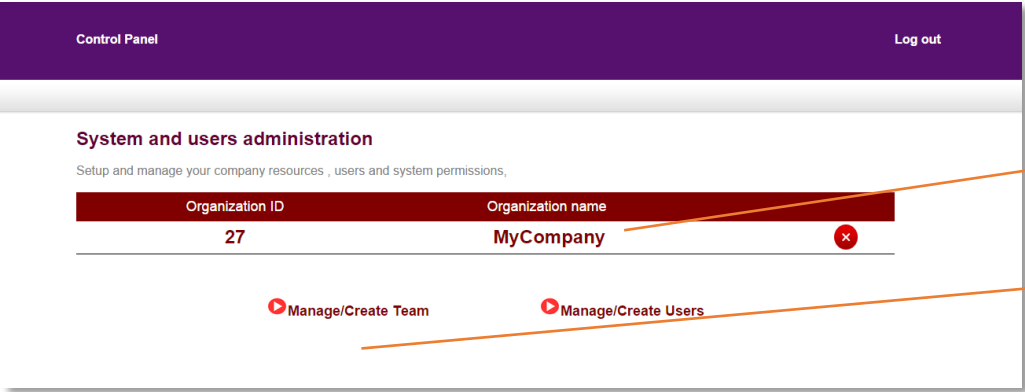 Control Panel Log out
System and users administration
Setup and manage your company resources , users and system permissions,
Organization ID Organization name
27 MyCompany
Manage/Create Team Manage/Create Users